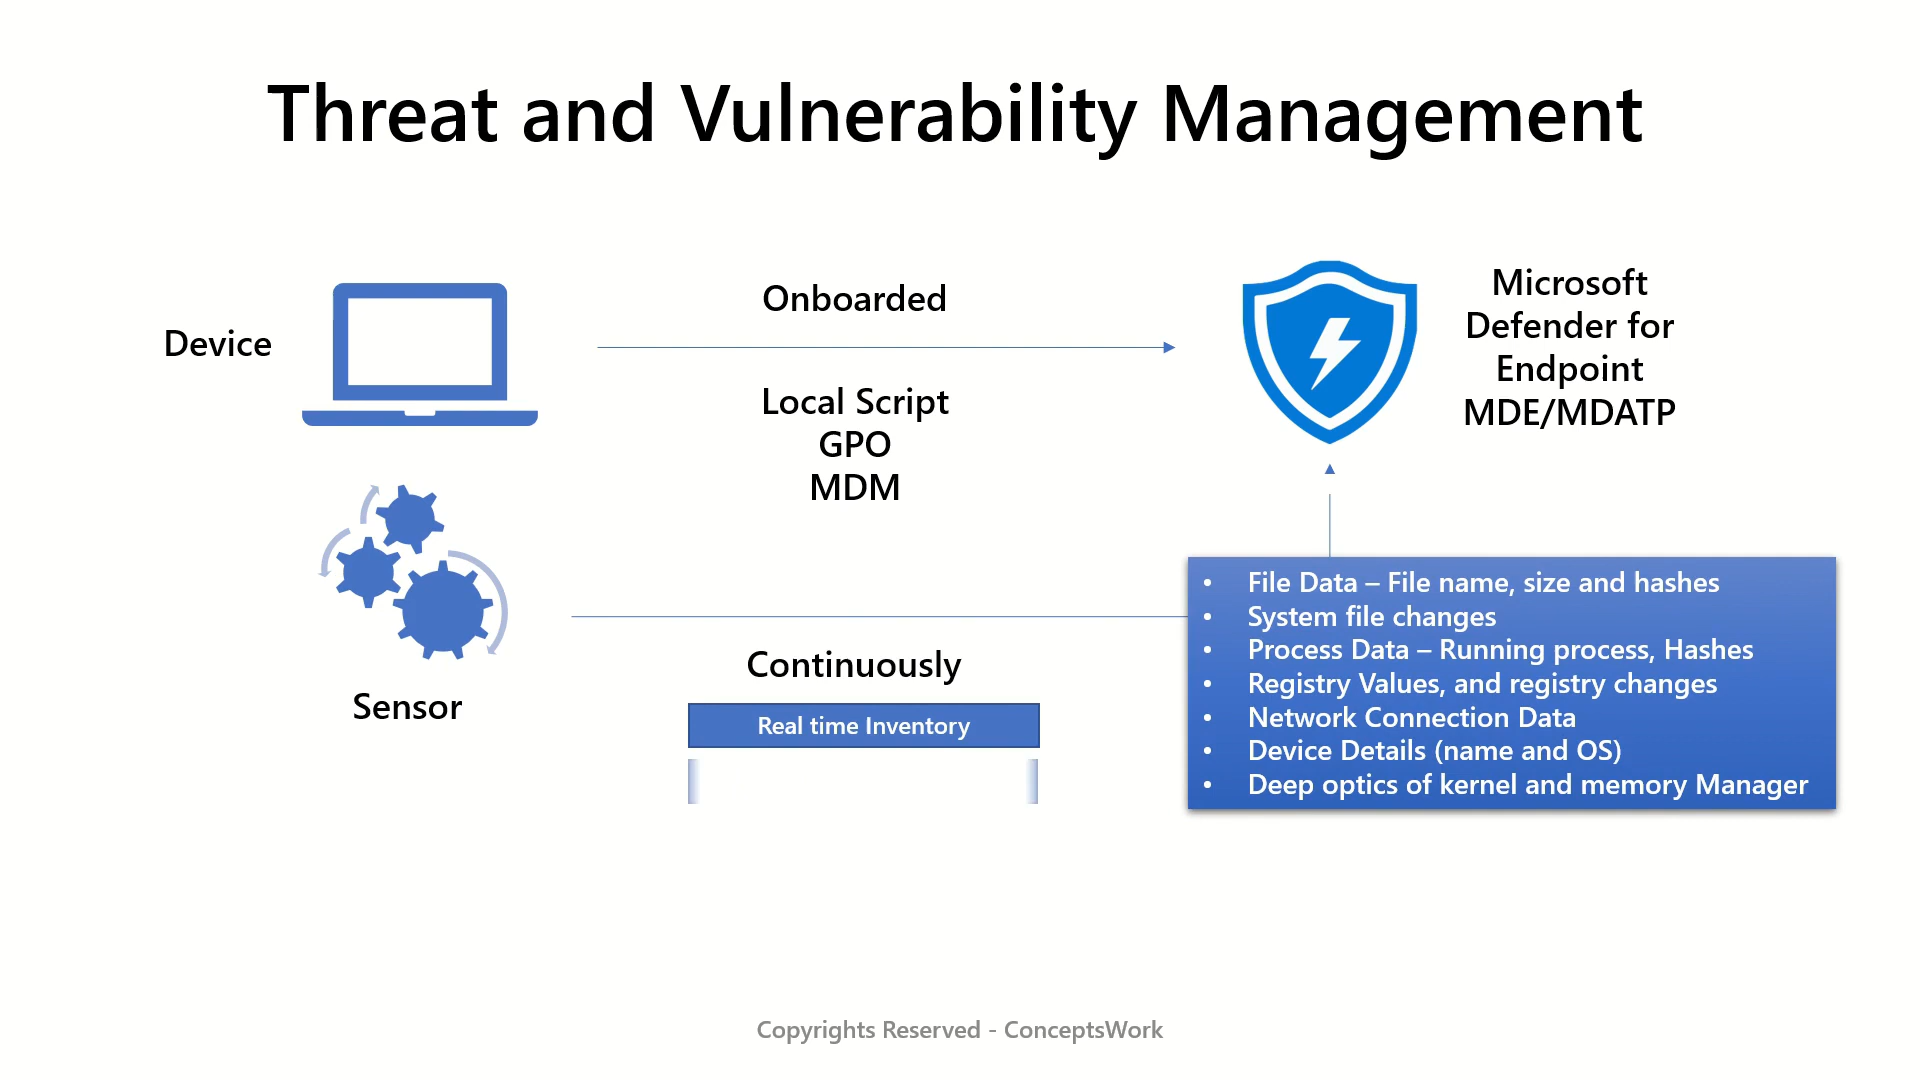 Threat and Vulnerability Management
Device
Onboarded
Local Script
GPO
MDM
Microsoft
Defender for
Endpoint
MDE/MDATP
Sensor
Continuously
Real time Inventory
• File Data – File name, size and hashes
• System file changes
• Process Data – Running process, Hashes
• Registry Values, and registry changes
• Network Connection Data
• Device Details (name and OS)
• Deep optics of kernel and memory Manager
Copyrights Reserved - ConceptsWork